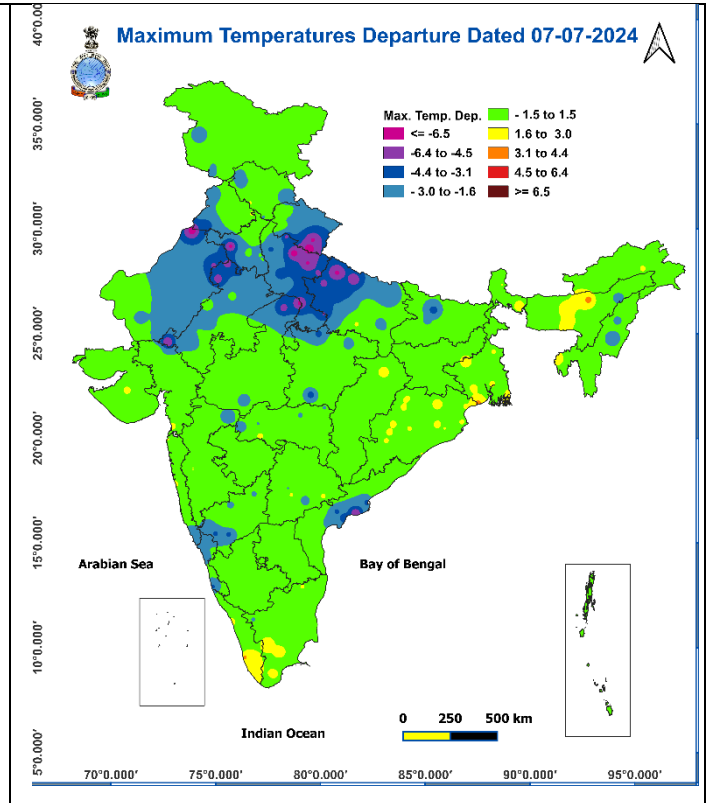 Maximum Temperatures Departure Dated 07-07-2024
Max. Temp. Dep.
<= -6.5
-6.4 to -4.5
-4.4 to -3.1
- 3.0 to -1.6
- 1.5 to 1.5
1.6 to 3.0
3.1 to 4.4
4.5 to 6.4
>= 6.5
40°0.000'
35°0.000'
30°0.000'
25°0.000'
20°0.000'
15°0.000'
10°0.000'
5°0.000'
Arabian Sea
Bay of Bengal
Indian Ocean
0 250 500 km
70°0.000' 75°0.000' 80°0.000' 85°0.000' 90°0.000' 95°0.000'